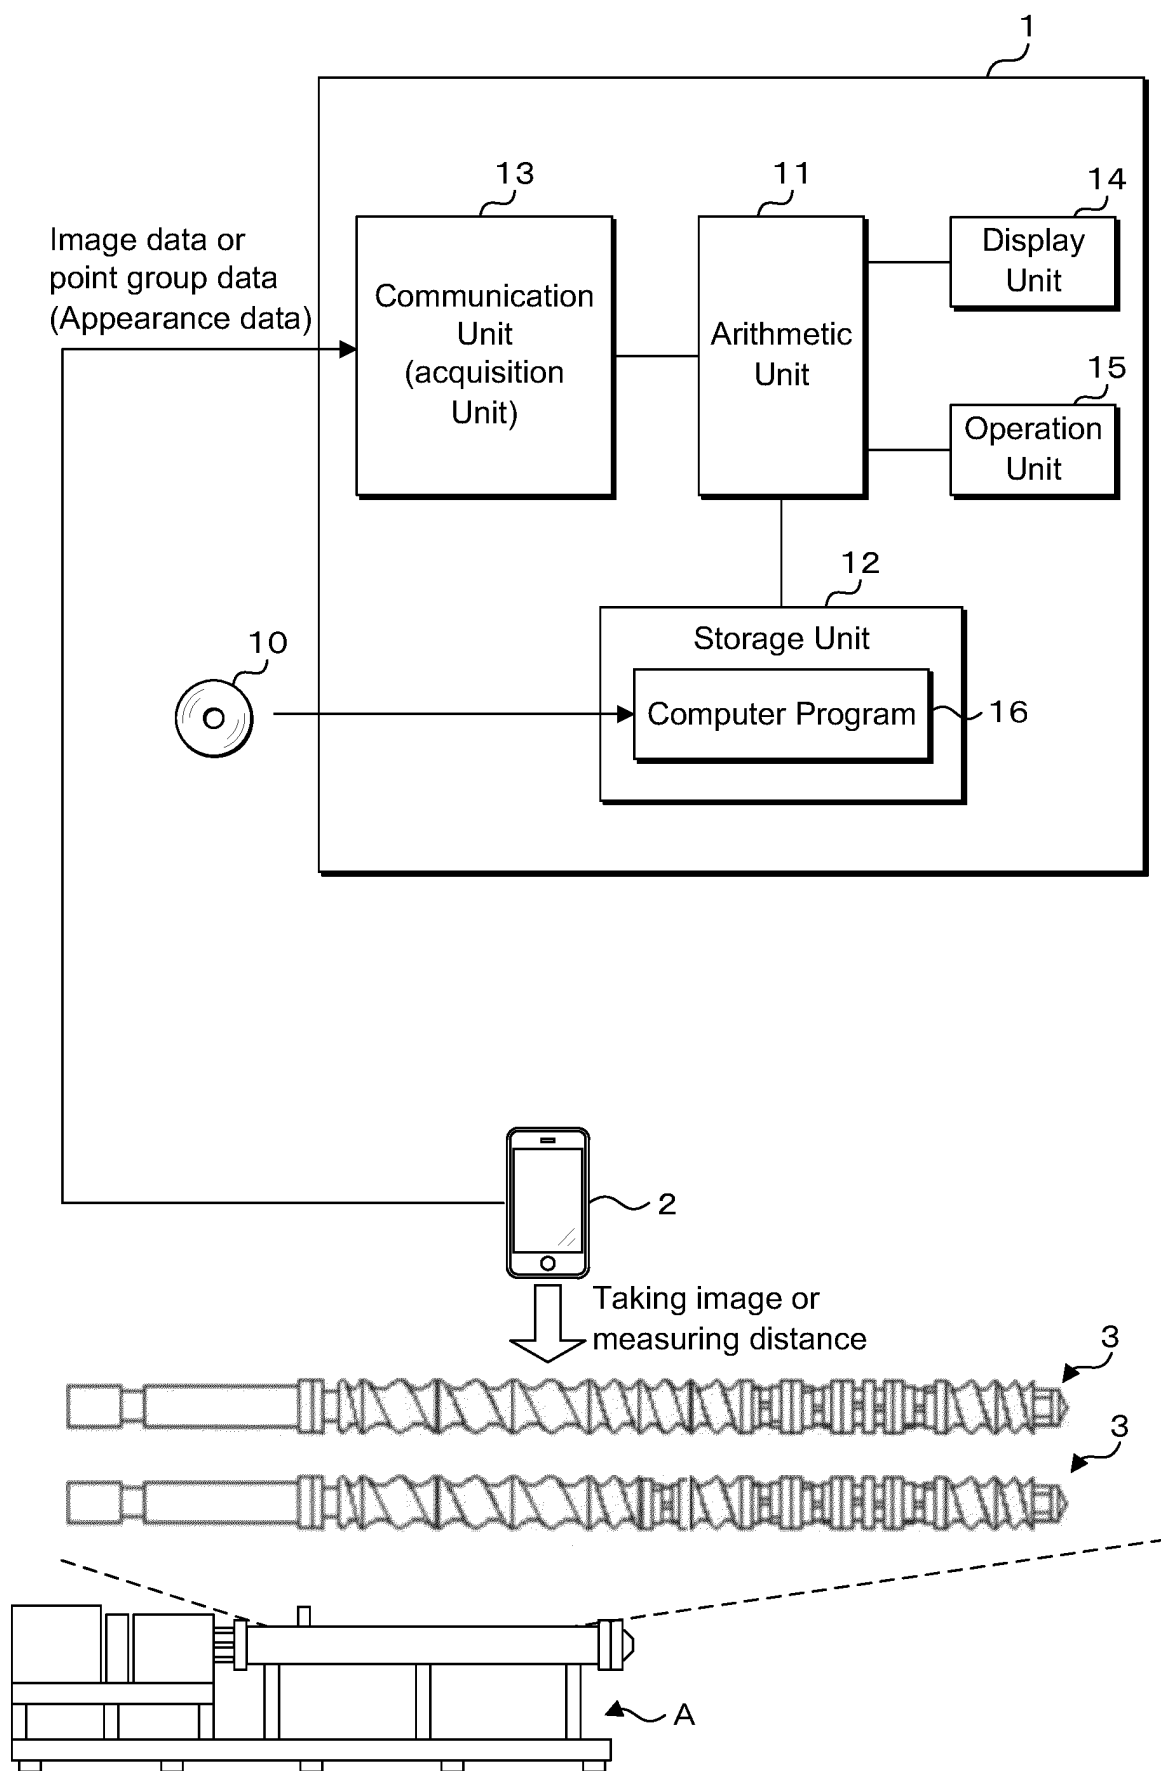 1
13
11
14
Image data or
point group data
(Appearance data)
Communication
Unit
(acquisition
Unit)
Arithmetic
Unit
Display
Unit
15
Operation
Unit
12
Storage Unit
10
Computer Program
16
2
Taking image or
measuring distance
3
3
A